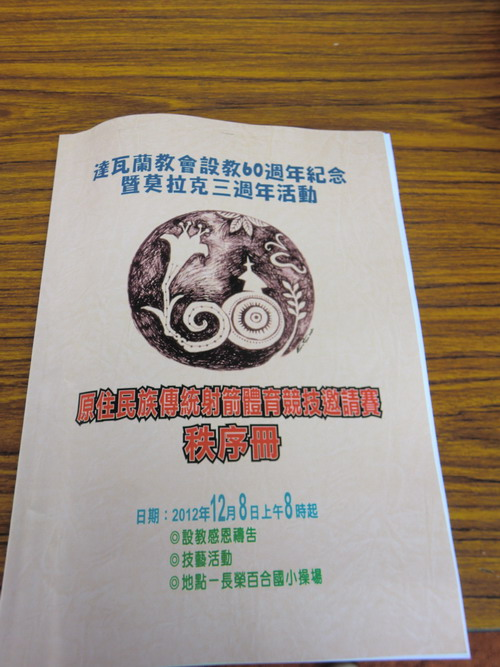 達瓦蘭教會設教60週年紀念
暨莫拉克三週年活動
原住民族傳統射箭體育競技邀請賽
秩序冊
日期：2012年12月8日上午8時起
◎設教感恩禱告
◎技藝活動
◎地點－長榮百合國小操場